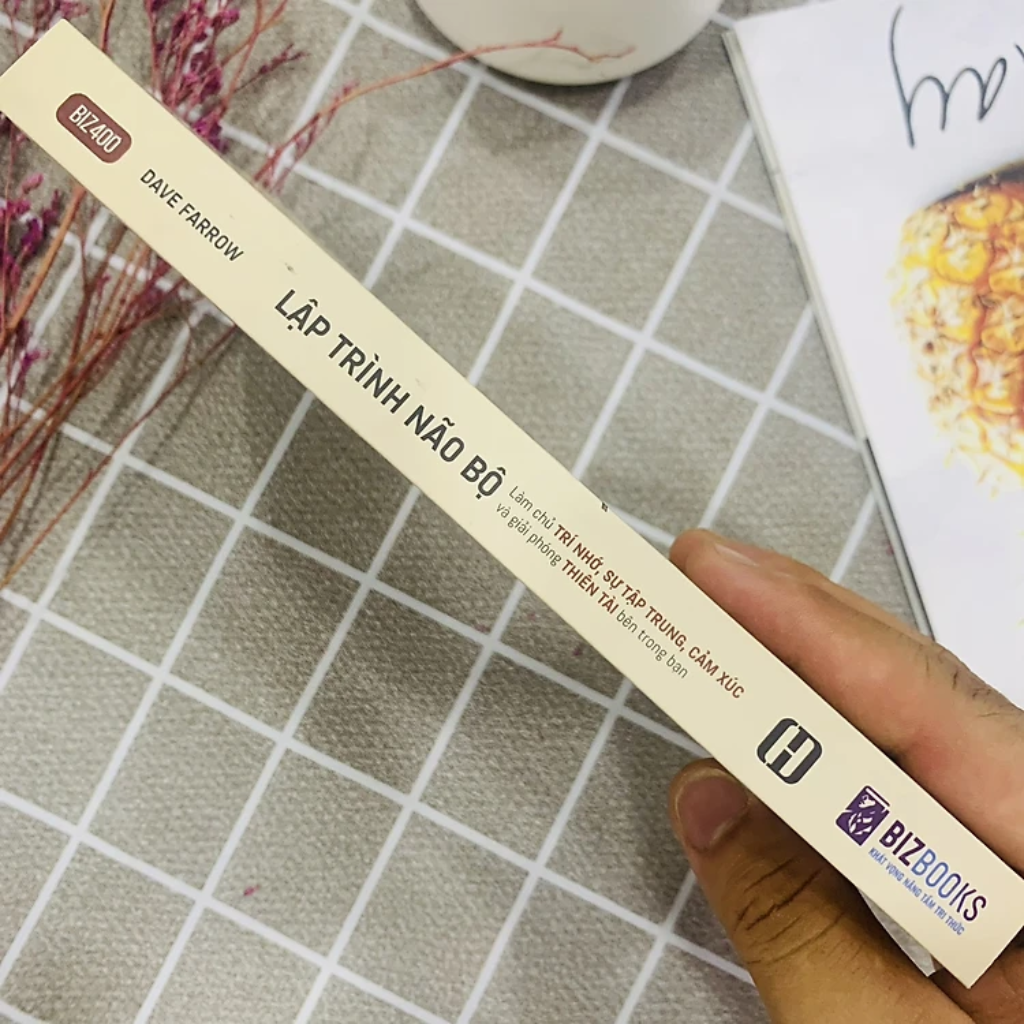 BIZ400
DAVE FARROW
LẬP TRÌNH NÃO BỘ
Làm chủ TRÍ NHỚ, SỰ TẬP TRUNG, CẢM XÚC
và giải phóng THIÊN TÀI bên trong bạn
BIZBOOKS
KHÁT VỌNG NÂNG TẦM TRI THỨC
ay